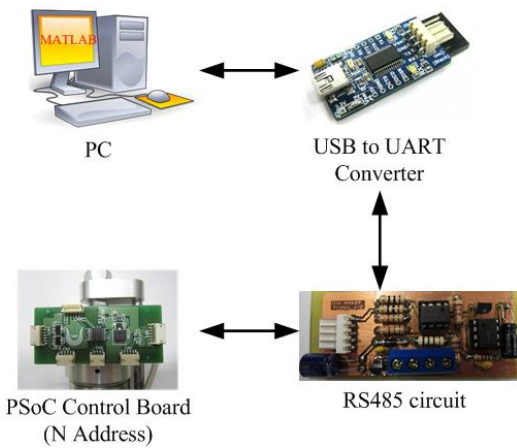 MATLAB
PC
USB to UART
Converter
PSoC Control Board
(N Address)
RS485 circuit